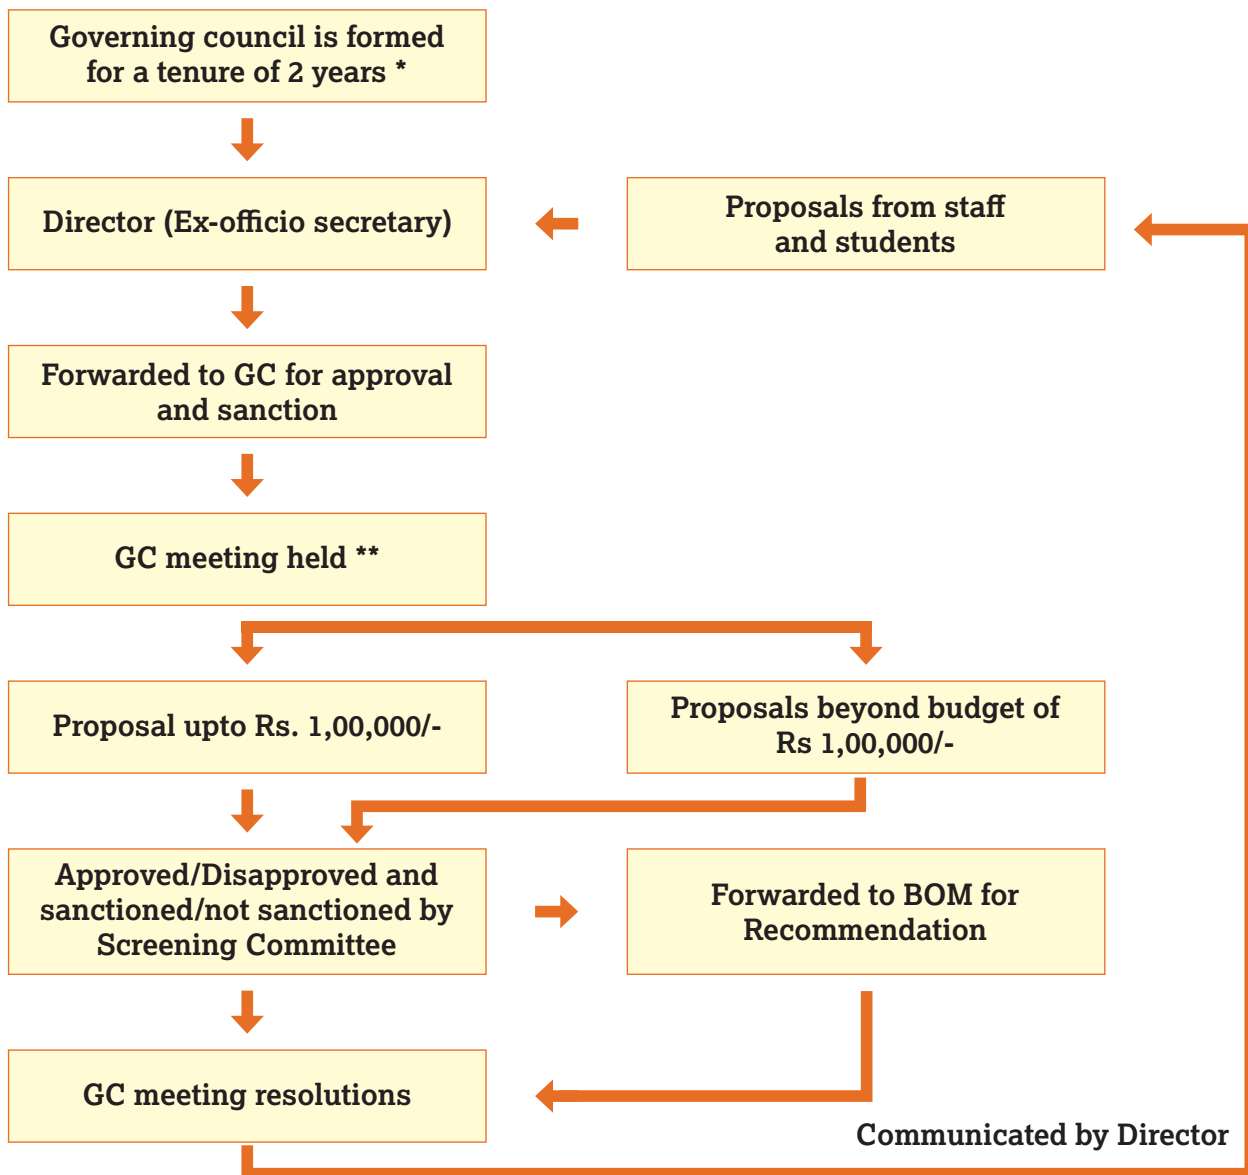 Governing council is formed
for a tenure of 2 years *
Director (Ex-officio secretary)
Proposals from staff
and students
Forwarded to GC for approval
and sanction
GC meeting held **
Proposal upto Rs. 1,00,000/-
Proposals beyond budget of
Rs 1,00,000/-
Approved/Disapproved and
sanctioned/not sanctioned by
Screening Committee
Forwarded to BOM for
Recommendation
GC meeting resolutions
Communicated by Director